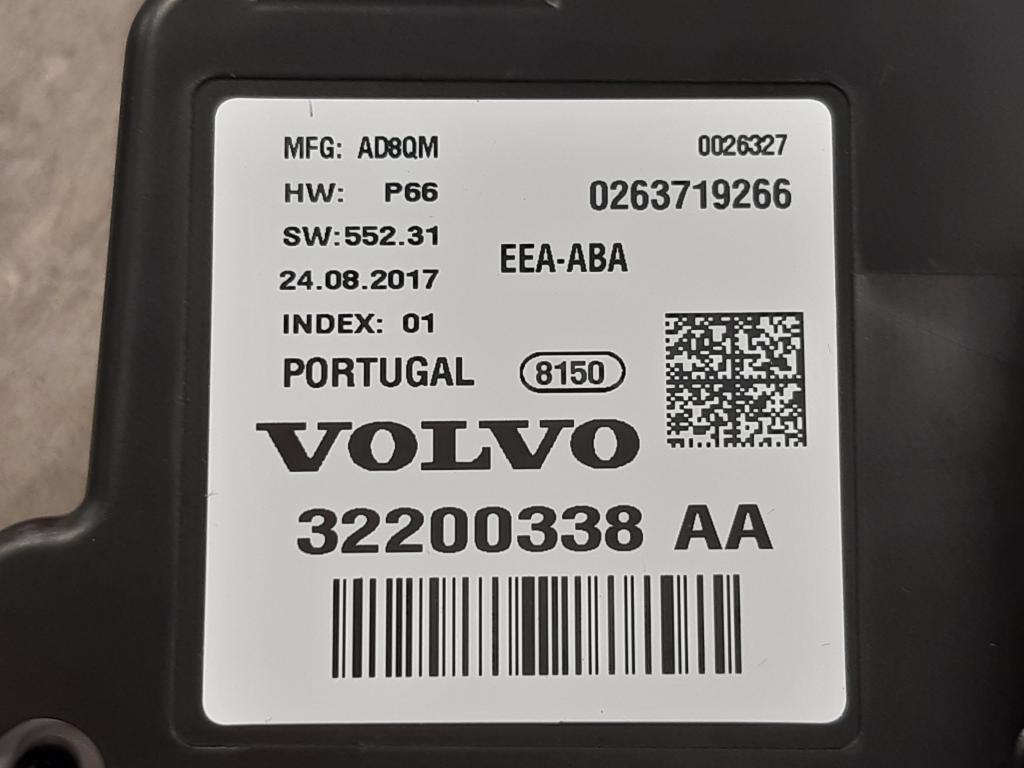 MFG: AD8QM 0026327
HW: P66 0263719266
SW:552.31
EEA-ABA
24.08.2017
INDEX: 01
PORTUGAL 8150
VOLVO
32200338 AA